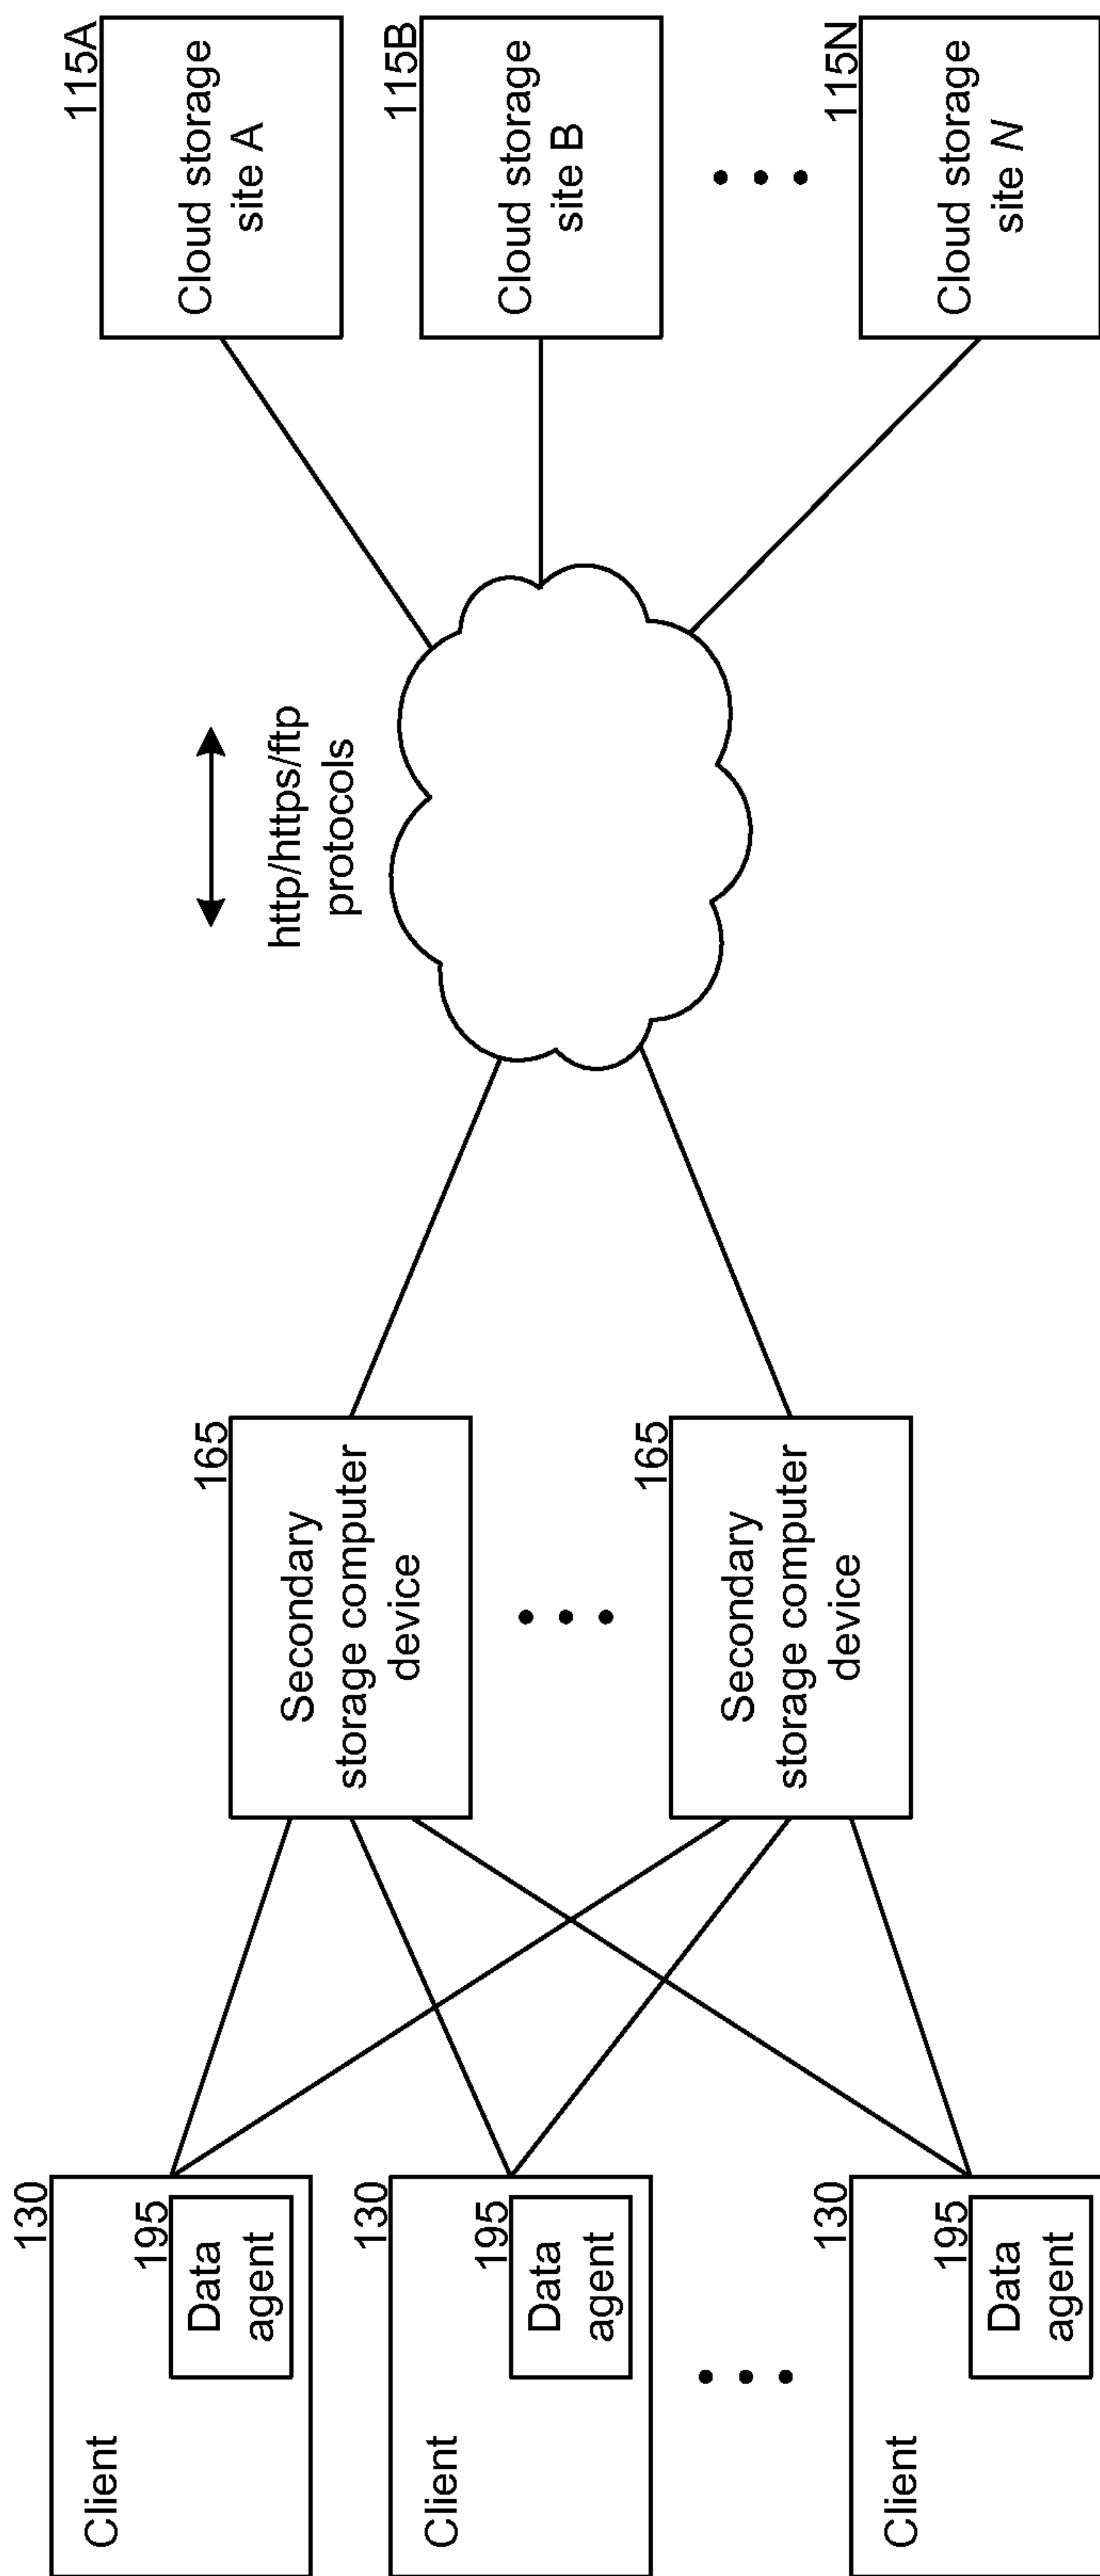 130
Client
195
Data
agent
130
Client
195
Data
agent
130
Client
195
Data
agent
165
Secondary
storage computer
device
165
Secondary
storage computer
device
http/https/ftp
protocols
115A
Cloud storage
site A
115B
Cloud storage
site B
115N
Cloud storage
site N